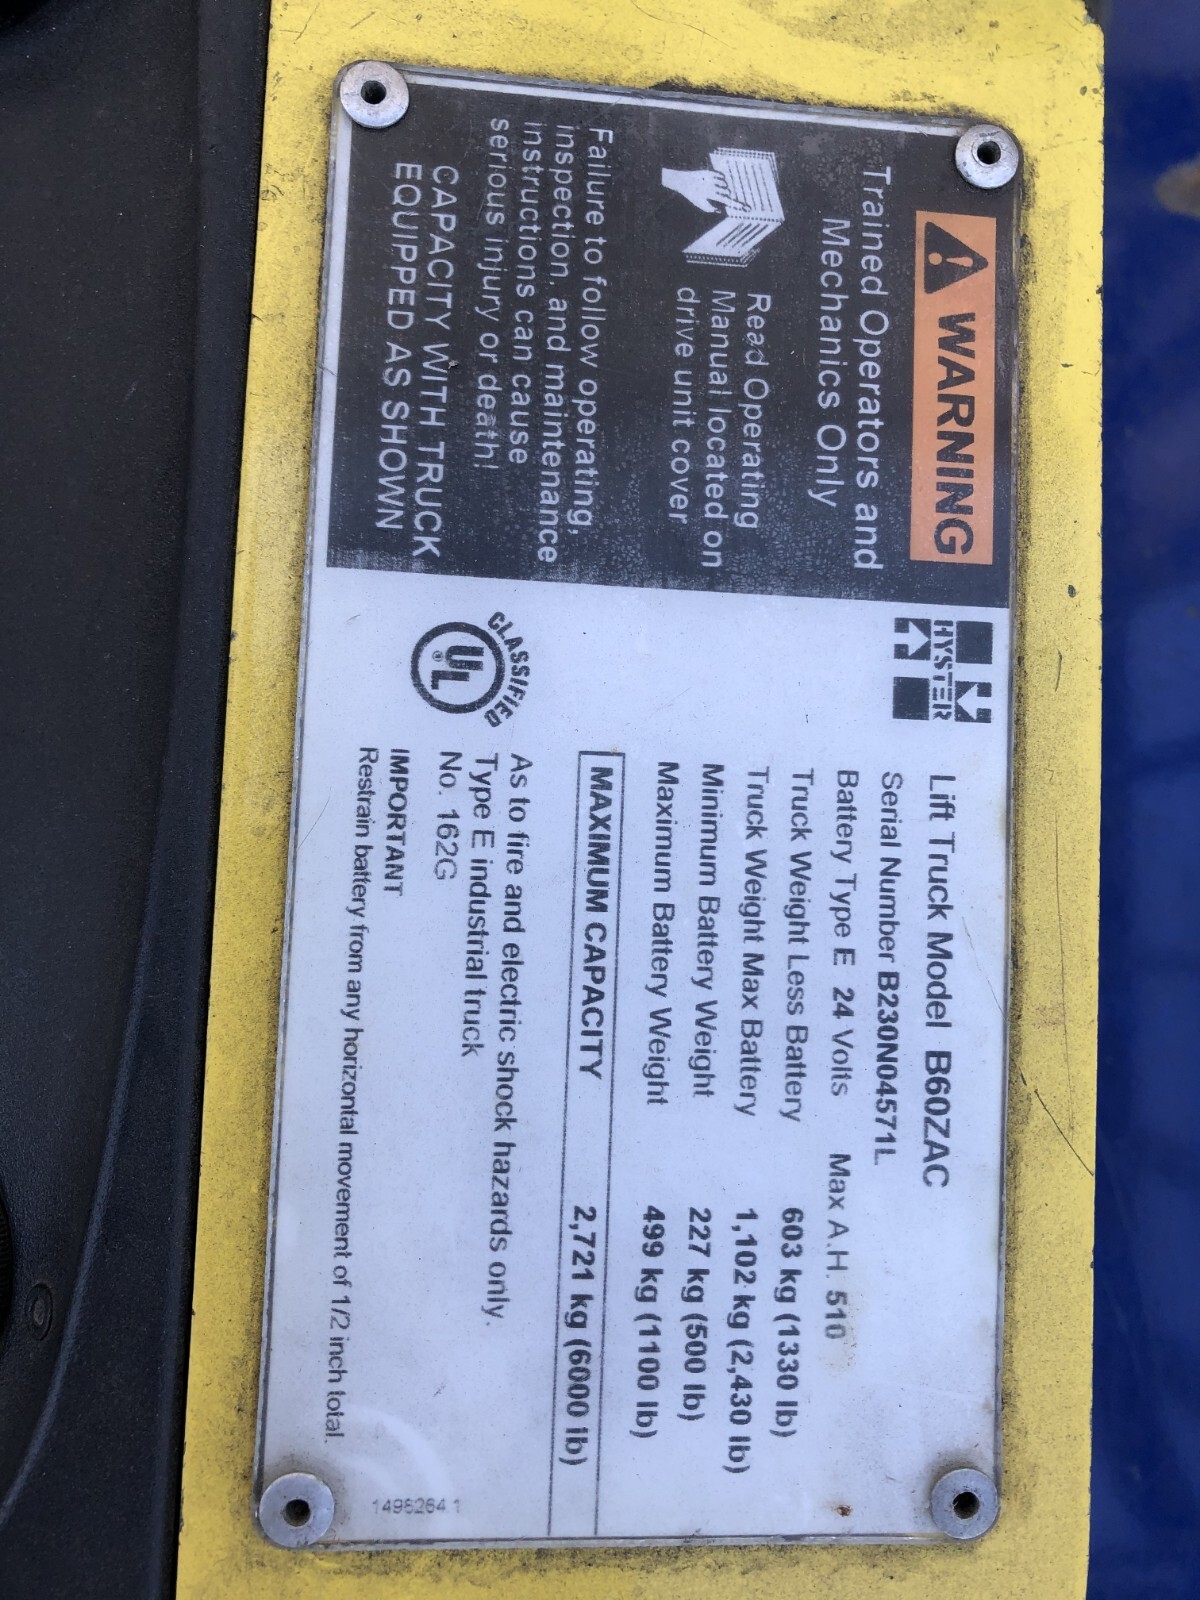 WARNING
Trained Operators and
Mechanics Only
Read Operating
Manual located on
drive unit cover
Failure to follow operating,
inspection, and maintenance
instructions can cause
serious injury or death!
CAPACITY WITH TRUCK
EQUIPPED AS SHOWN
HYSTER
Lift Truck Model B60ZAC
Serial Number B230N04571L
Battery Type E 24 Volts Max A.H. 510
Truck Weight Less Battery 603 kg (1330 lb)
Truck Weight Max Battery 1,102 kg (2,430 lb)
Minimum Battery Weight 227 kg (500 lb)
Maximum Battery Weight 499 kg (1100 lb)
MAXIMUM CAPACITY 2,721 kg (6000 lb)
CLASSIFIED
UL
®
As to fire and electric shock hazards only.
Type E industrial truck
No. 162G
IMPORTANT
Restrain battery from any horizontal movement of 1/2 inch total.
1495264 1